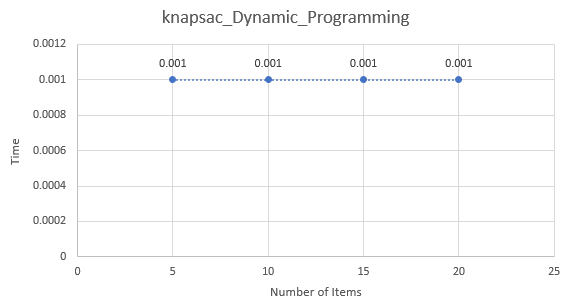 knapsac_Dynamic_Programming
0.0012
0.001
0.0008
0.0006
0.0004
0.0002
0
0.001 0.001 0.001 0.001
0 5 10 15 20 25
Time
Number of Items